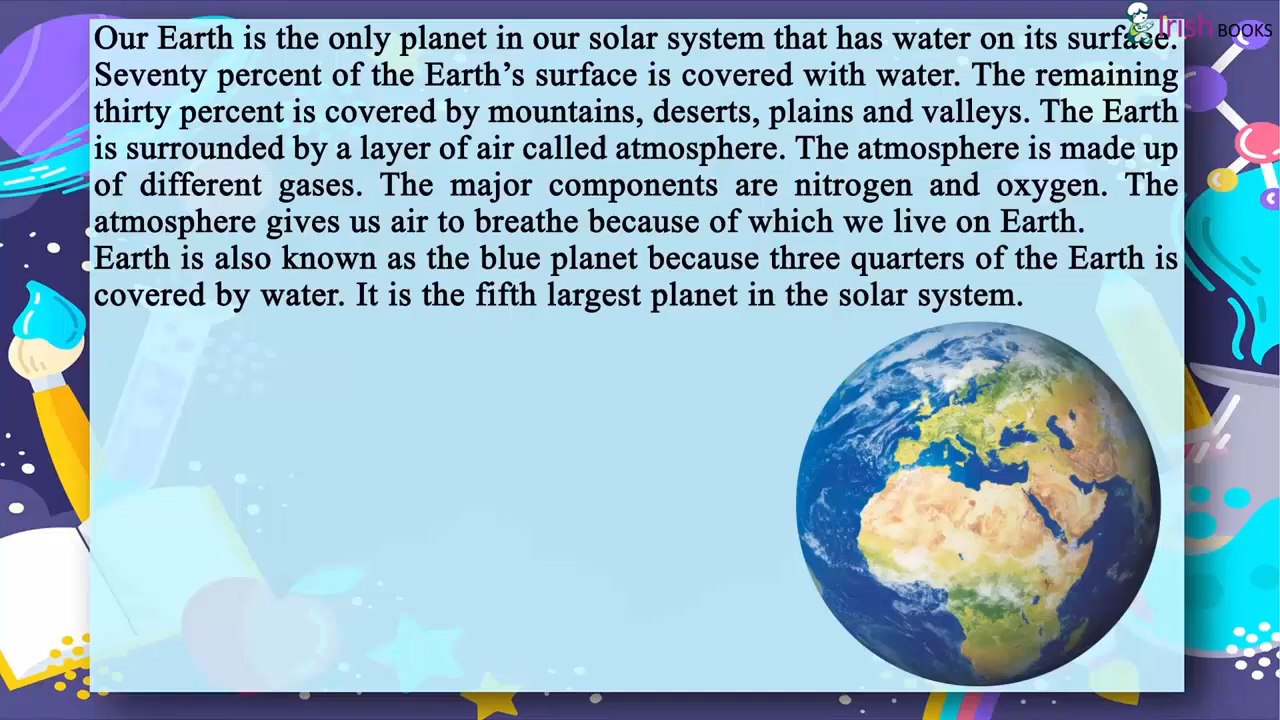 Irish BOOKS
Our Earth is the only planet in our solar system that has water on its surface.
Seventy percent of the Earth’s surface is covered with water. The remaining
thirty percent is covered by mountains, deserts, plains and valleys. The Earth
is surrounded by a layer of air called atmosphere. The atmosphere is made up
of different gases. The major components are nitrogen and oxygen. The
atmosphere gives us air to breathe because of which we live on Earth.
Earth is also known as the blue planet because three quarters of the Earth is
covered by water. It is the fifth largest planet in the solar system.